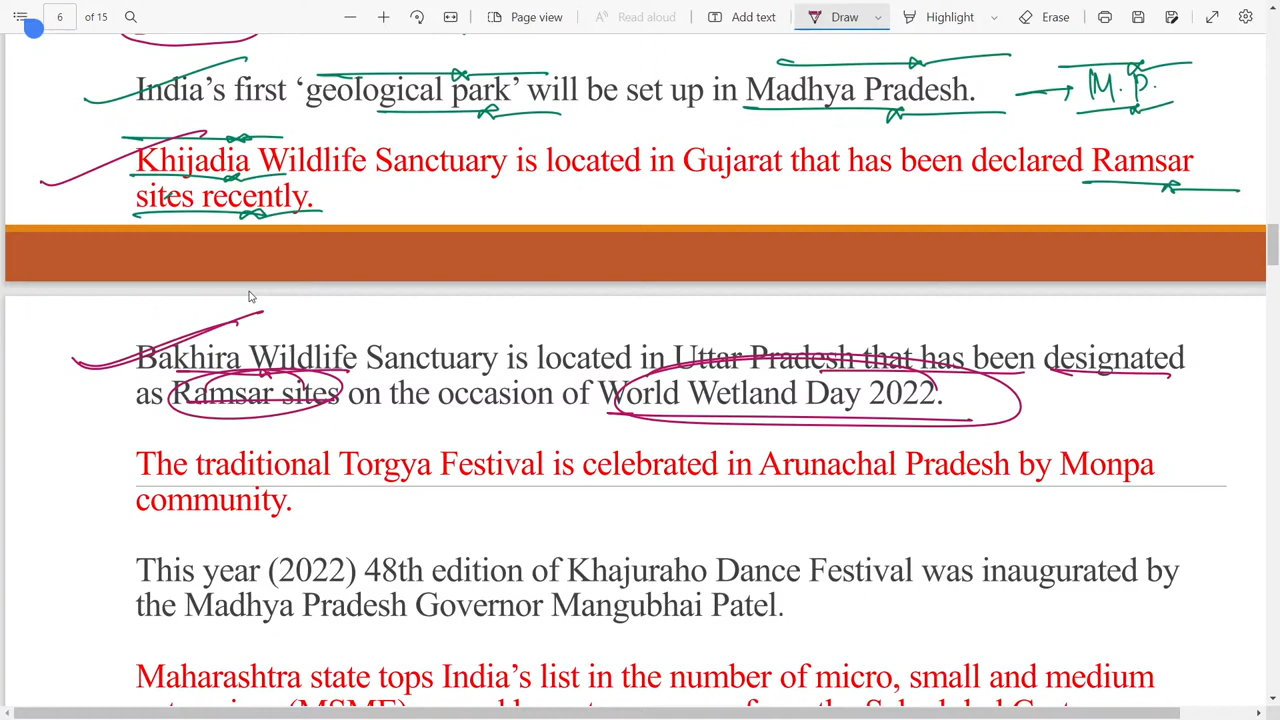 6 of 15
Page view
Read aloud
Add text
Draw
Highlight
Erase
India’s first ‘geological park’ will be set up in Madhya Pradesh. M.P.
Khijadia Wildlife Sanctuary is located in Gujarat that has been declared Ramsar
sites recently.
Bakhira Wildlife Sanctuary is located in Uttar Pradesh that has been designated
as Ramsar sites on the occasion of World Wetland Day 2022.
The traditional Torgya Festival is celebrated in Arunachal Pradesh by Monpa
community.
This year (2022) 48th edition of Khajuraho Dance Festival was inaugurated by
the Madhya Pradesh Governor Mangubhai Patel.
Maharashtra state tops India’s list in the number of micro, small and medium